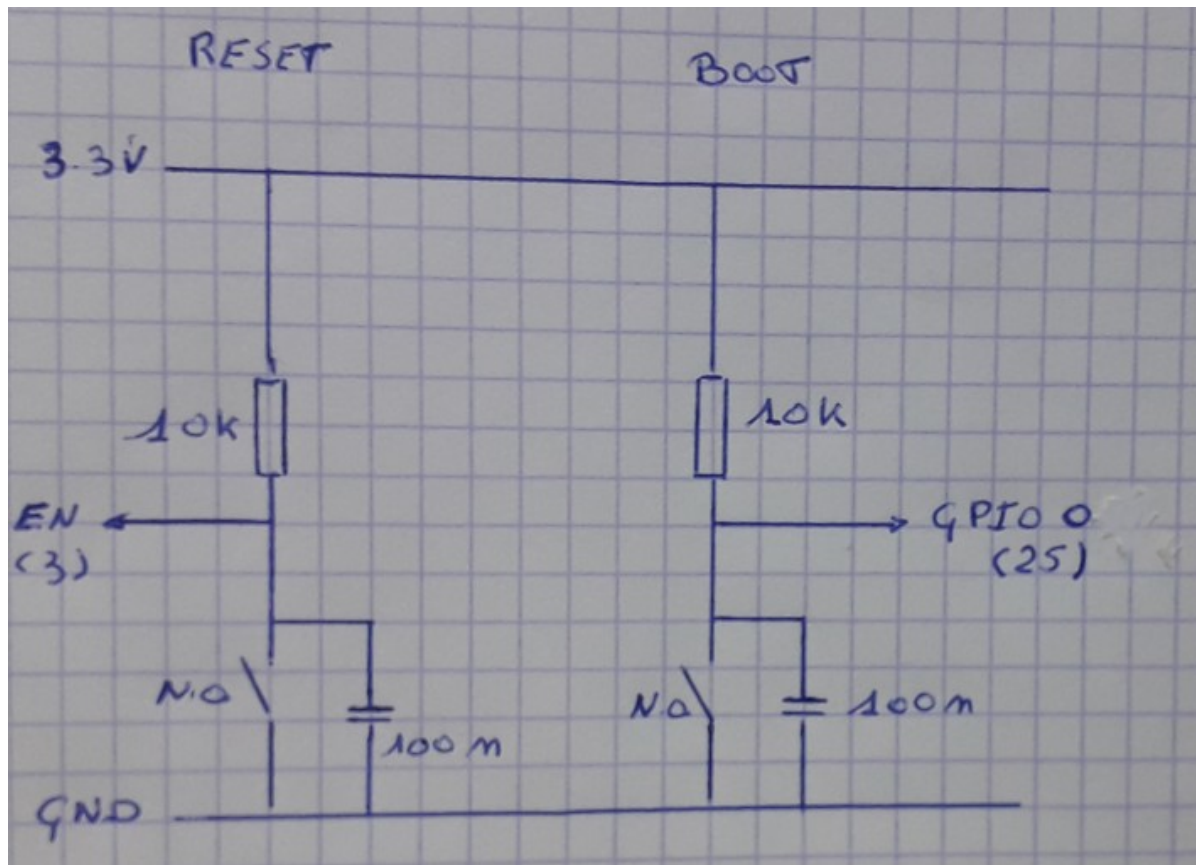 RESET
BOOT
3.3V
10K
10K
EN
(3)
GPIO 0
(25)
N.O
100n
N.O
100n
GND